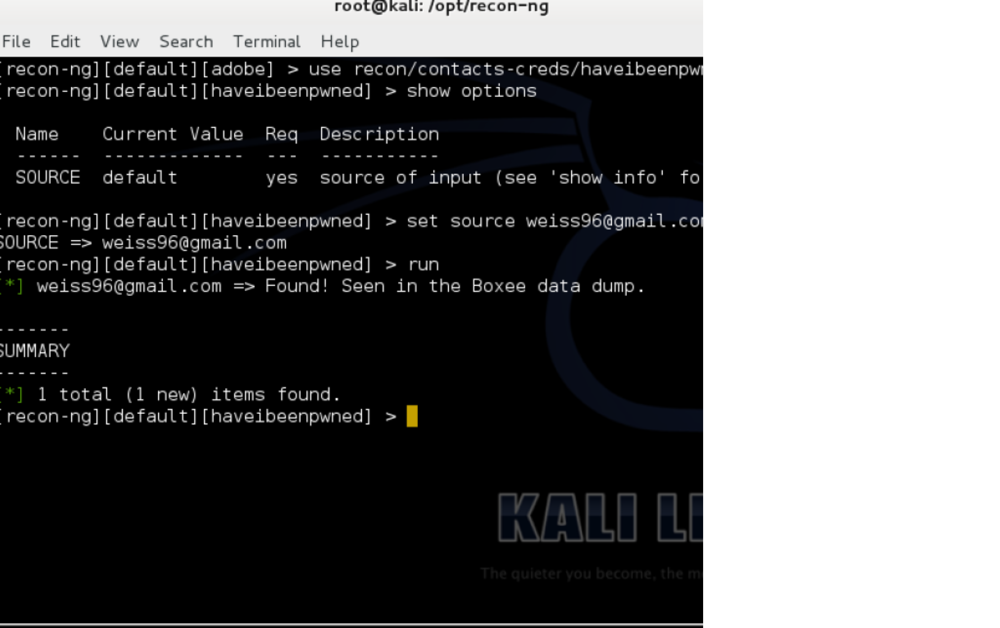 root@kali: /opt/recon-ng
File Edit View Search Terminal Help
[recon-ng][default][adobe] > use recon/contacts-creds/haveibeenpwn
[recon-ng][default][haveibeenpwned] > show options
Name Current Value Req Description
------ ------------- --- -----------
SOURCE default yes source of input (see 'show info' fo
[recon-ng][default][haveibeenpwned] > set source weiss96@gmail.com
SOURCE => weiss96@gmail.com
[recon-ng][default][haveibeenpwned] > run
[*] weiss96@gmail.com => Found! Seen in the Boxee data dump.
-------
SUMMARY
-------
[*] 1 total (1 new) items found.
[recon-ng][default][haveibeenpwned] >
KALI LI
The quieter you become, the m